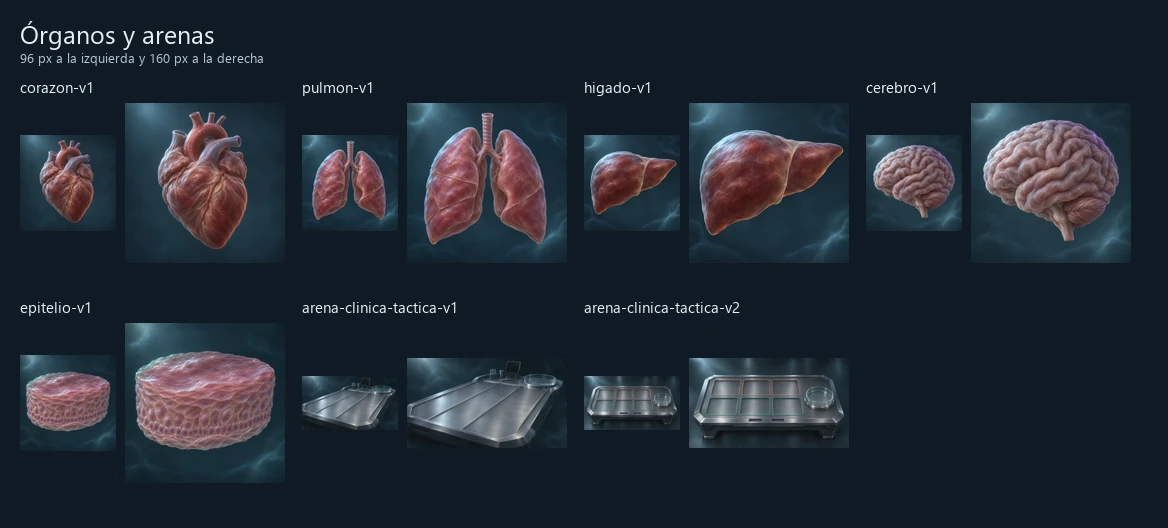 Órganos y arenas
96 px a la izquierda y 160 px a la derecha
corazon-v1
pulmon-v1
higado-v1
cerebro-v1
epitelio-v1
arena-clinica-tactica-v1
arena-clinica-tactica-v2